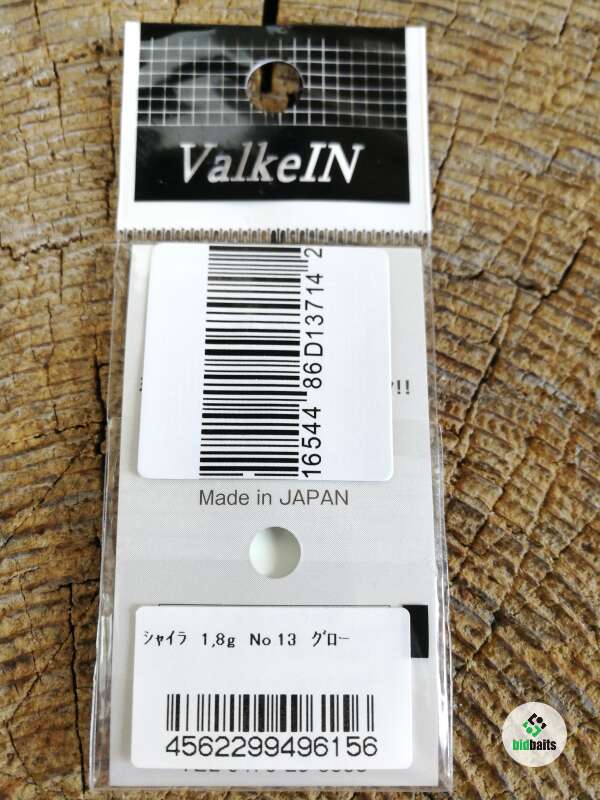 ValkeIN
16544 86D13714 2
!!
Made in JAPAN
シャイラ 1,8g No 13 グロー
4562299496156
bidbaits